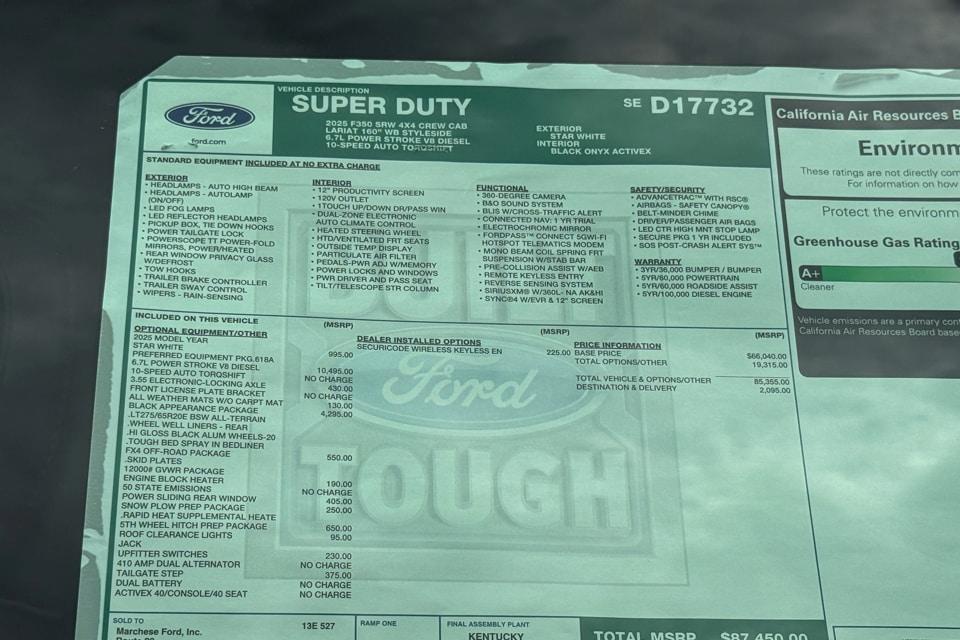 Ford
ford.com
VEHICLE DESCRIPTION
SUPER DUTY
2025 F350 SRW 4X4 CREW CAB
LARIAT 160" WB STYLESIDE
6.7L POWER STROKE V8 DIESEL
10-SPEED AUTO TORQSHIFT
EXTERIOR
STAR WHITE
INTERIOR
BLACK ONYX ACTIVEX
SE D17732
STANDARD EQUIPMENT INCLUDED AT NO EXTRA CHARGE
EXTERIOR
• HEADLAMPS - AUTO HIGH BEAM
• HEADLAMPS - AUTOLAMP
(ON/OFF)
• LED FOG LAMPS
• LED REFLECTOR HEADLAMPS
• PICKUP BOX, TIE DOWN HOOKS
• POWER TAILGATE LOCK
• POWERSCOPE TT POWER-FOLD
MIRRORS, POWER/HEATED
• REAR WINDOW PRIVACY GLASS
W/DEFROST
• TOW HOOKS
• TRAILER BRAKE CONTROLLER
• TRAILER SWAY CONTROL
• WIPERS - RAIN-SENSING
INTERIOR
• 12" PRODUCTIVITY SCREEN
• 120V OUTLET
• 1TOUCH UP/DOWN DR/PASS WIN
• DUAL-ZONE ELECTRONIC
AUTO CLIMATE CONTROL
• HEATED STEERING WHEEL
• HTD/VENTILATED FRT SEATS
• OUTSIDE TEMP DISPLAY
• PARTICULATE AIR FILTER
• PEDALS-PWR ADJ W/MEMORY
• POWER LOCKS AND WINDOWS
• PWR DRIVER AND PASS SEAT
• TILT/TELESCOPE STR COLUMN
FUNCTIONAL
• 360-DEGREE CAMERA
• B&O SOUND SYSTEM
• BLIS W/CROSS-TRAFFIC ALERT
• CONNECTED NAV: 1 YR TRIAL
• ELECTROCHROMIC MIRROR
• FORDPASS™ CONNECT 5GWI-FI
HOTSPOT TELEMATICS MODEM
• MONO BEAM COIL SPRING FRT
SUSPENSION W/STAB BAR
• PRE-COLLISION ASSIST W/AEB
• REMOTE KEYLESS ENTRY
• REVERSE SENSING SYSTEM
• SIRIUSXM® W/360L- NA AK&HI
• SYNC®4 W/EVR & 12" SCREEN
SAFETY/SECURITY
• ADVANCETRAC™ WITH RSC®
• AIRBAGS - SAFETY CANOPY®
• BELT-MINDER CHIME
• DRIVER/PASSENGER AIR BAGS
• LED CTR HIGH MNT STOP LAMP
• SECURE PKG 1 YR INCLUDED
• SOS POST-CRASH ALERT SYS™
WARRANTY
• 3YR/36,000 BUMPER / BUMPER
• 5YR/60,000 POWERTRAIN
• 5YR/60,000 ROADSIDE ASSIST
• 5YR/100,000 DIESEL ENGINE
INCLUDED ON THIS VEHICLE
(MSRP)
OPTIONAL EQUIPMENT/OTHER
2025 MODEL YEAR
STAR WHITE 995.00
PREFERRED EQUIPMENT PKG.618A
6.7L POWER STROKE V8 DIESEL 10,495.00
10-SPEED AUTO TORQSHIFT NO CHARGE
3.55 ELECTRONIC-LOCKING AXLE 430.00
FRONT LICENSE PLATE BRACKET NO CHARGE
ALL WEATHER MATS W/O CARPT MAT 130.00
BLACK APPEARANCE PACKAGE 4,295.00
.LT275/65R20E BSW ALL-TERRAIN
.WHEEL WELL LINERS - REAR
.HI GLOSS BLACK ALUM WHEELS-20
.TOUGH BED SPRAY IN BEDLINER
FX4 OFF-ROAD PACKAGE 550.00
.SKID PLATES
12000# GVWR PACKAGE
ENGINE BLOCK HEATER 190.00
50 STATE EMISSIONS NO CHARGE
POWER SLIDING REAR WINDOW 405.00
SNOW PLOW PREP PACKAGE 250.00
.RAPID HEAT SUPPLEMENTAL HEATE
5TH WHEEL HITCH PREP PACKAGE 650.00
ROOF CLEARANCE LIGHTS 95.00
JACK
UPFITTER SWITCHES 230.00
410 AMP DUAL ALTERNATOR NO CHARGE
TAILGATE STEP 375.00
DUAL BATTERY NO CHARGE
ACTIVEX 40/CONSOLE/40 SEAT NO CHARGE
(MSRP)
DEALER INSTALLED OPTIONS
SECURICODE WIRELESS KEYLESS EN 225.00
(MSRP)
PRICE INFORMATION
BASE PRICE $66,040.00
TOTAL OPTIONS/OTHER 19,315.00
TOTAL VEHICLE & OPTIONS/OTHER 85,355.00
DESTINATION & DELIVERY 2,095.00
BUILT
Ford
TOUGH
SOLD TO
Marchese Ford, Inc.
13E 527
RAMP ONE
FINAL ASSEMBLY PLANT
KENTUCKY
TOTAL MSRP $87,450.00
California Air Resources B
Environm
These ratings are not directly com
For information on how
Protect the environm
Greenhouse Gas Rating
A+
Cleaner
Vehicle emissions are a primary con
California Air Resources Board base